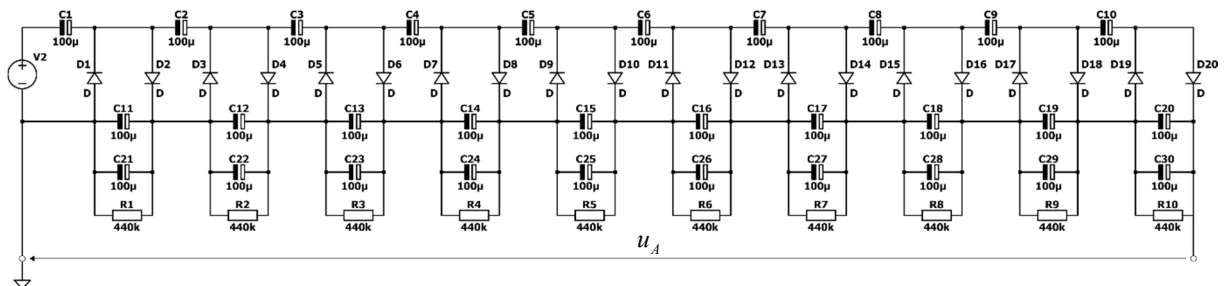 C1 C2 C3 C4 C5 C6 C7 C8 C9 C10
100µ 100µ 100µ 100µ 100µ 100µ 100µ 100µ 100µ 100µ
V2
D1 D2 D3 D4 D5 D6 D7 D8 D9 D10 D11 D12 D13 D14 D15 D16 D17 D18 D19 D20
D D D D D D D D D D D D D D D D D D D D
C11 C12 C13 C14 C15 C16 C17 C18 C19 C20
100µ 100µ 100µ 100µ 100µ 100µ 100µ 100µ 100µ 100µ
C21 C22 C23 C24 C25 C26 C27 C28 C29 C30
100µ 100µ 100µ 100µ 100µ 100µ 100µ 100µ 100µ 100µ
R1 R2 R3 R4 R5 R6 R7 R8 R9 R10
440k 440k 440k 440k 440k 440k 440k 440k 440k 440k
u_A